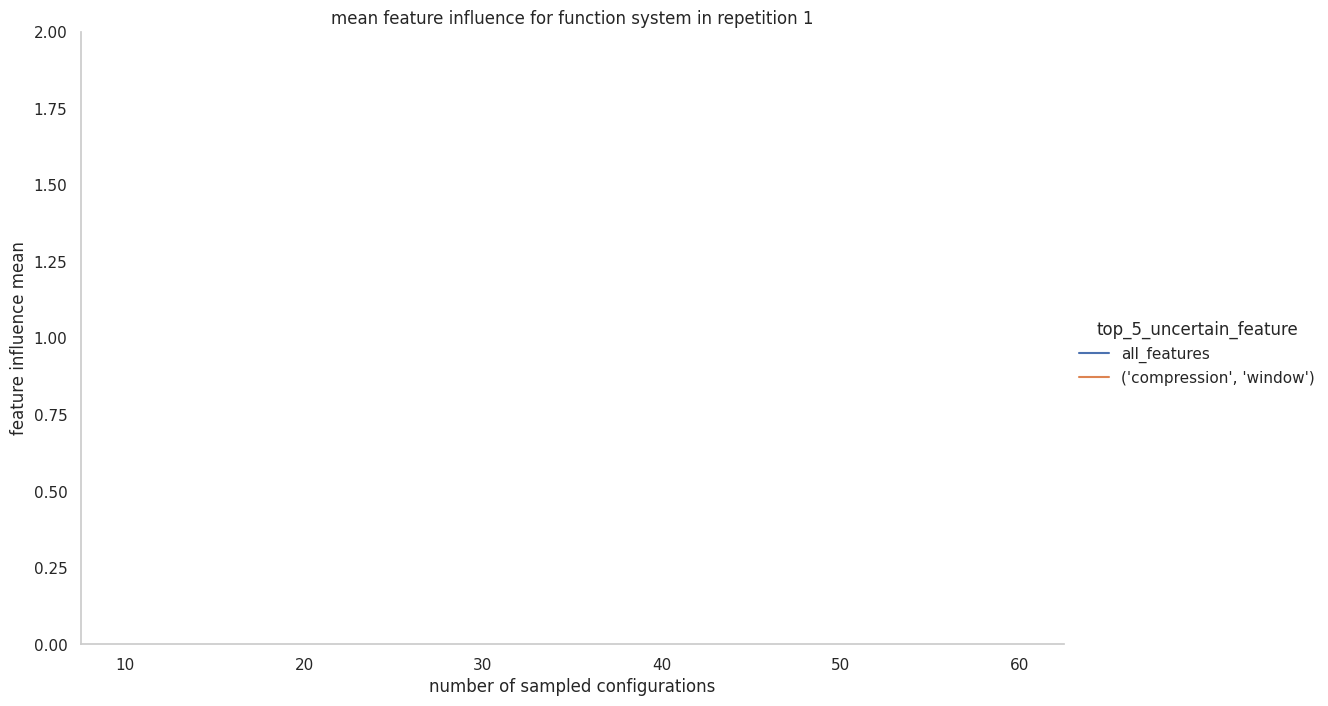 mean feature influence for function system in repetition 1
2.00
1.75
1.50
1.25
1.00
0.75
0.50
0.25
0.00
feature influence mean
10 20 30 40 50 60
number of sampled configurations
top_5_uncertain_feature
all_features
('compression', 'window')